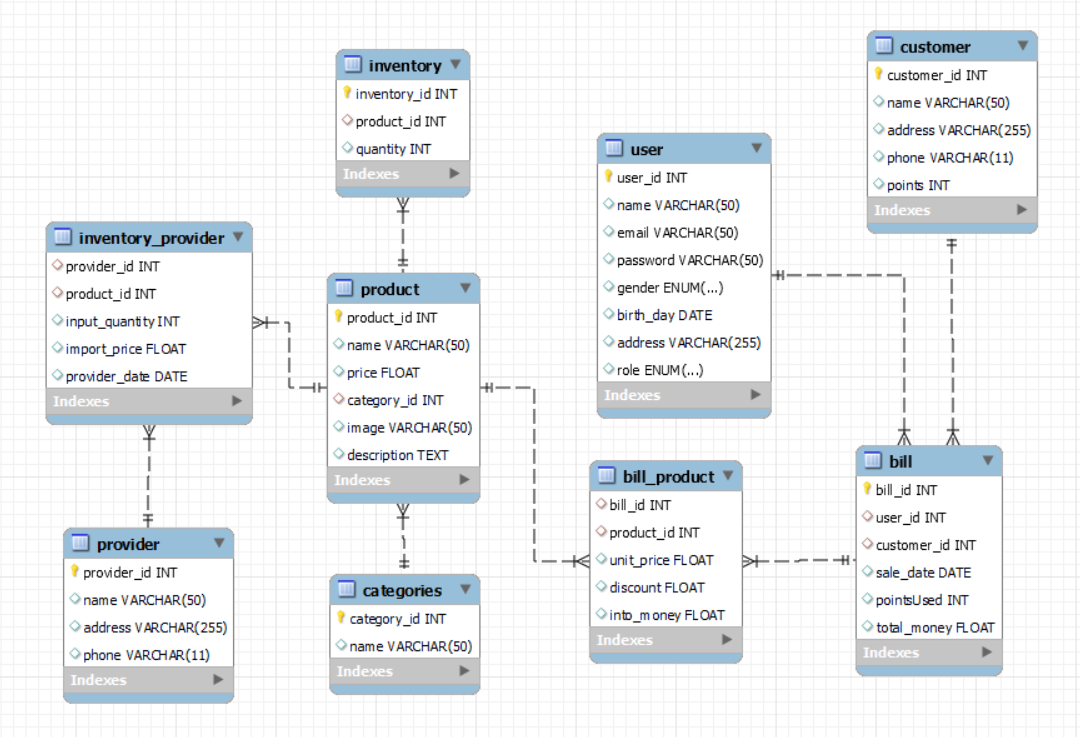 inventory
inventory_id INT
product_id INT
quantity INT
Indexes
customer
customer_id INT
name VARCHAR(50)
address VARCHAR(255)
phone VARCHAR(11)
points INT
Indexes
user
user_id INT
name VARCHAR(50)
email VARCHAR(50)
password VARCHAR(50)
gender ENUM(...)
birth_day DATE
address VARCHAR(255)
role ENUM(...)
Indexes
inventory_provider
provider_id INT
product_id INT
input_quantity INT
import_price FLOAT
provider_date DATE
Indexes
product
product_id INT
name VARCHAR(50)
price FLOAT
category_id INT
image VARCHAR(50)
description TEXT
Indexes
bill_product
bill_id INT
product_id INT
unit_price FLOAT
discount FLOAT
into_money FLOAT
Indexes
bill
bill_id INT
user_id INT
customer_id INT
sale_date DATE
pointsUsed INT
total_money FLOAT
Indexes
provider
provider_id INT
name VARCHAR(50)
address VARCHAR(255)
phone VARCHAR(11)
Indexes
categories
category_id INT
name VARCHAR(50)
Indexes